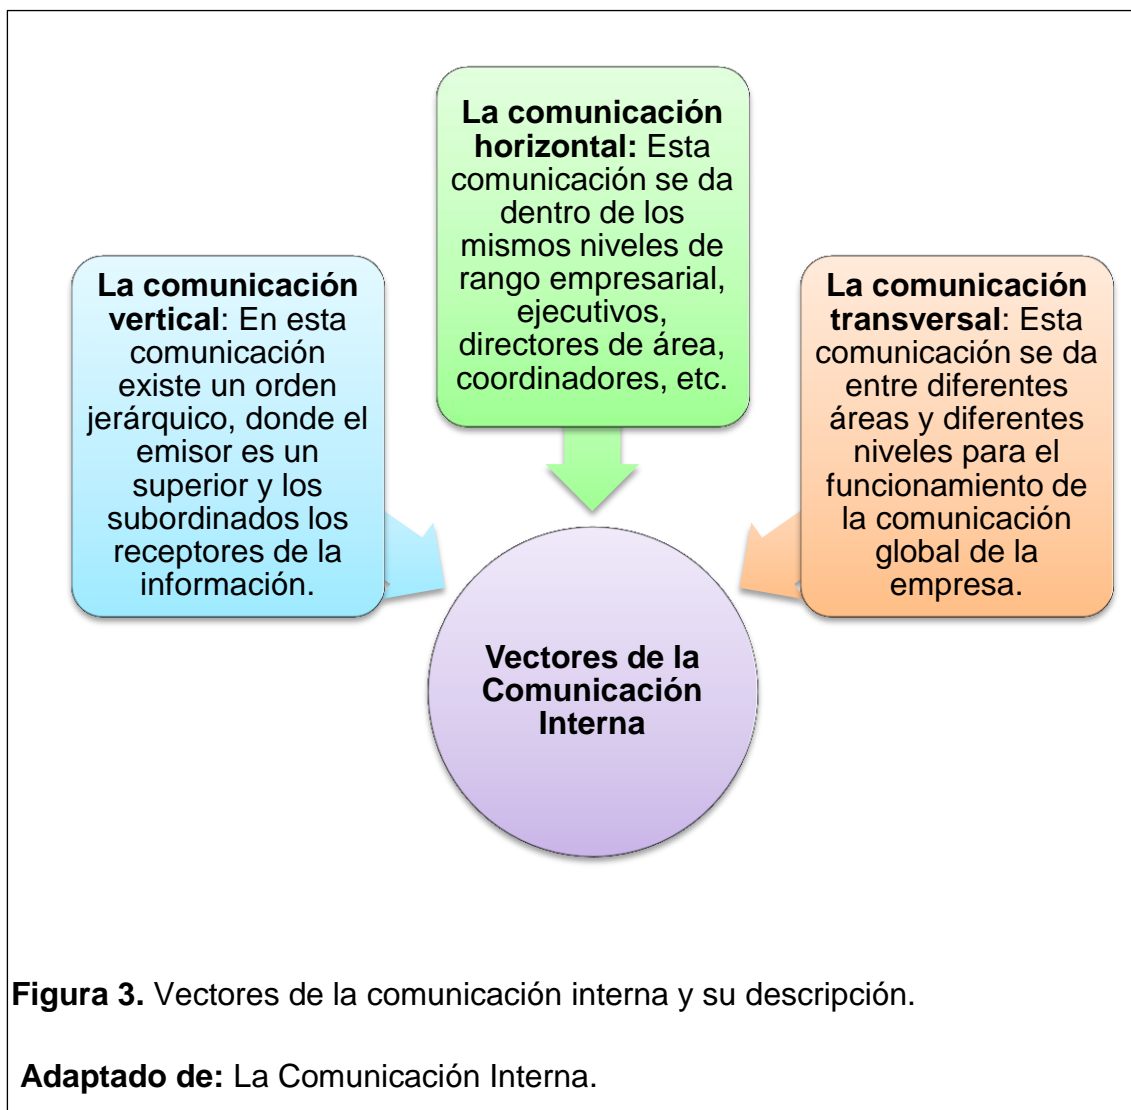 La comunicación
horizontal: Esta
comunicación se da
dentro de los
mismos niveles de
rango empresarial,
ejecutivos,
directores de área,
coordinadores, etc.
La comunicación
vertical: En esta
comunicación
existe un orden
jerárquico, donde el
emisor es un
superior y los
subordinados los
receptores de la
información.
La comunicación
transversal: Esta
comunicación se da
entre diferentes
áreas y diferentes
niveles para el
funcionamiento de
la comunicación
global de la
empresa.
Vectores de la
Comunicación
Interna
Figura 3. Vectores de la comunicación interna y su descripción.
Adaptado de: La Comunicación Interna.